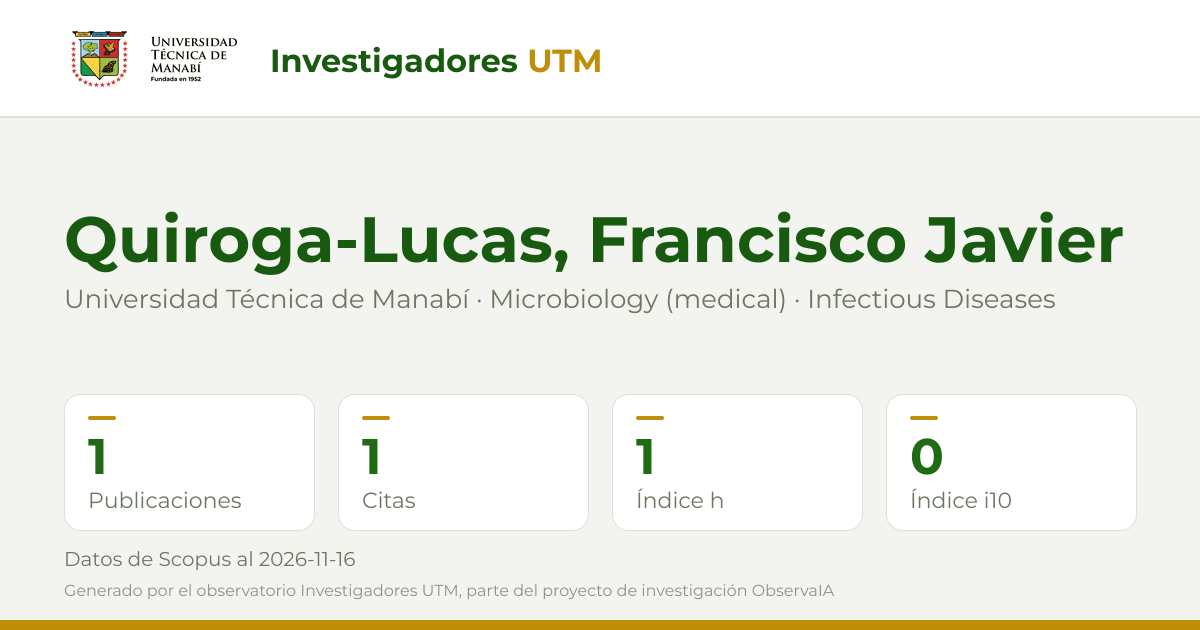 UNIVERSIDAD
TÉCNICA DE
MANABÍ
Fundada en 1952
Investigadores UTM
Quiroga-Lucas, Francisco Javier
Universidad Técnica de Manabí · Microbiology (medical) · Infectious Diseases
1
Publicaciones
1
Citas
1
Índice h
0
Índice i10
Datos de Scopus al 2026-11-16
Generado por el observatorio Investigadores UTM, parte del proyecto de investigación ObservaIA